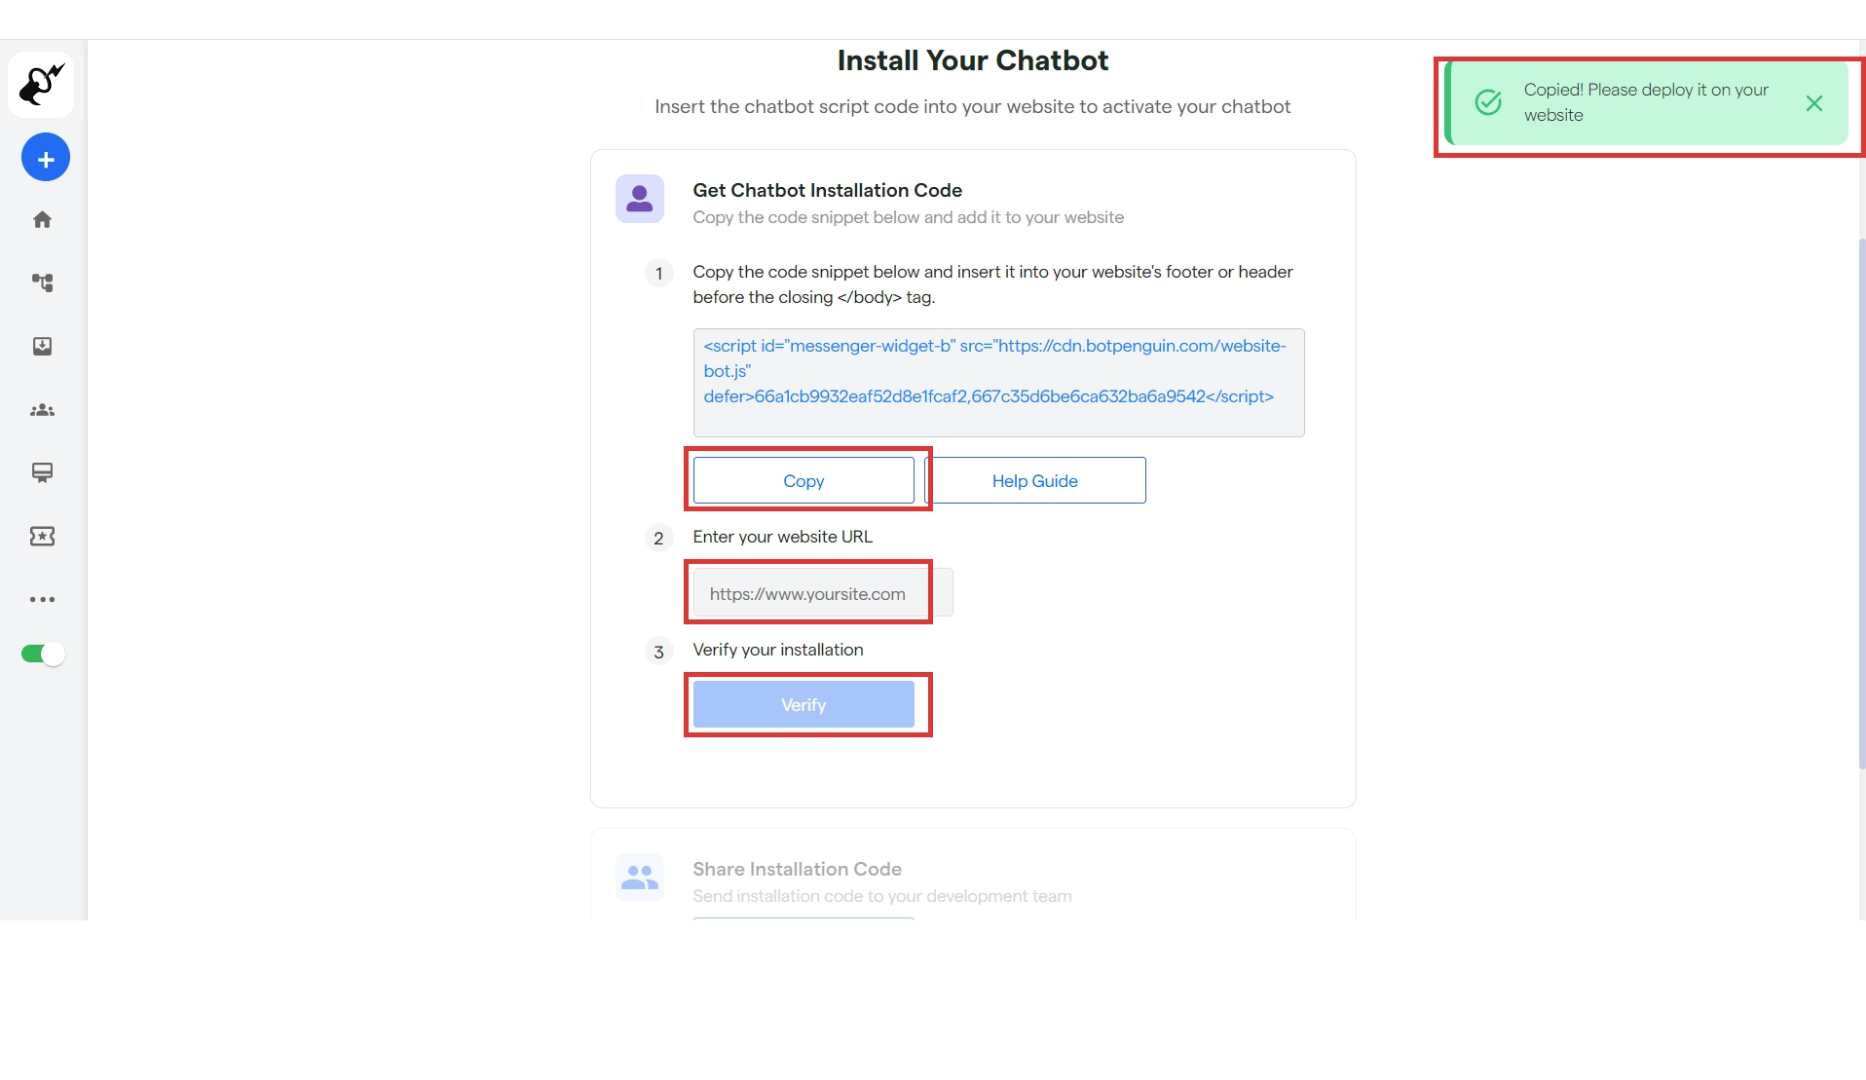 Install Your Chatbot
Insert the chatbot script code into your website to activate your chatbot
Copied! Please deploy it on your
website
Get Chatbot Installation Code
Copy the code snippet below and add it to your website
1
Copy the code snippet below and insert it into your website's footer or header
before the closing </body> tag.
<script id="messenger-widget-b" src="https://cdn.botpenguin.com/website-
bot.js"
defer>66a1cb9932eaf52d8e1fcaf2,667c35d6be6ca632ba6a9542</script>
Copy
Help Guide
2
Enter your website URL
https://www.yoursite.com
3
Verify your installation
Verify
Share Installation Code
Send installation code to your development team